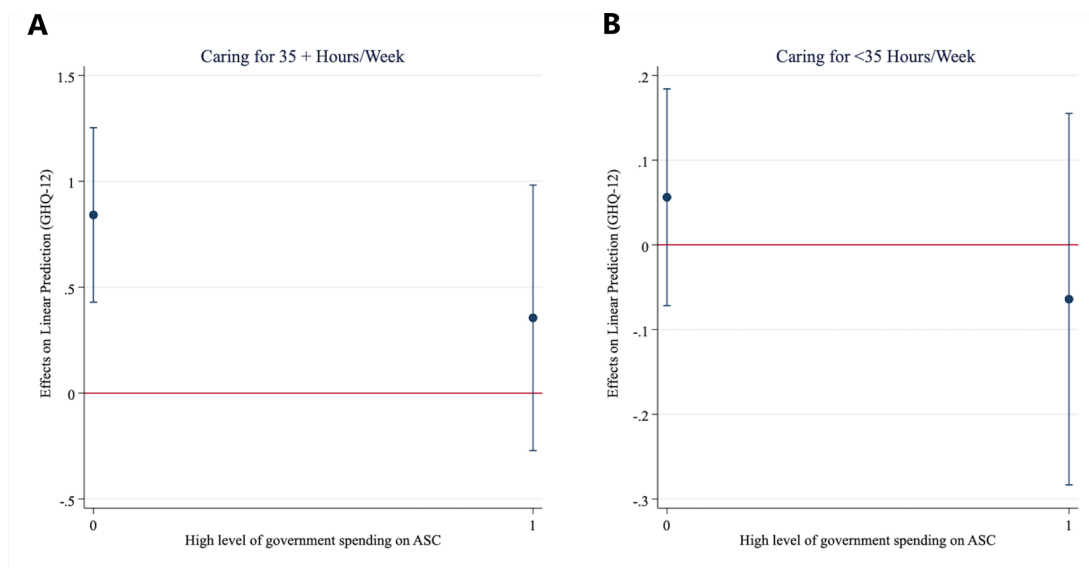 A
Caring for 35 + Hours/Week
Effects on Linear Prediction (GHQ-12)
1.5
1
.5
0
-.5
0
1
High level of government spending on ASC
B
Caring for <35 Hours/Week
Effects on Linear Prediction (GHQ-12)
.2
.1
0
-.1
-.2
-.3
0
1
High level of government spending on ASC